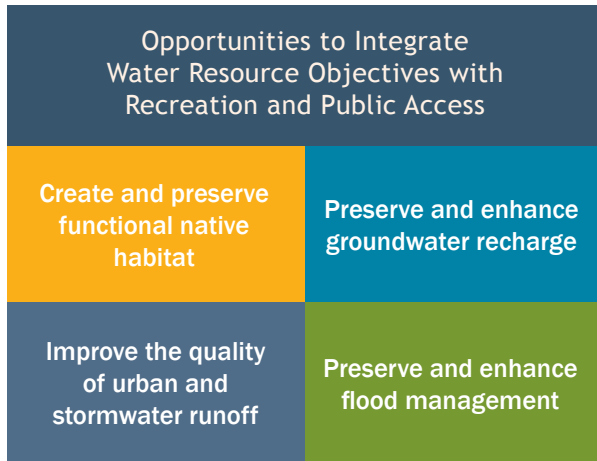 Opportunities to Integrate
Water Resource Objectives with
Recreation and Public Access
Create and preserve
functional native
habitat
Preserve and enhance
groundwater recharge
Improve the quality
of urban and
stormwater runoff
Preserve and enhance
flood management